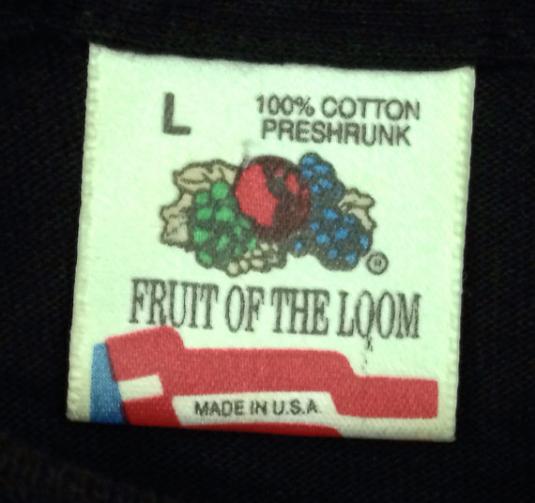 L
100% COTTON
PRESHRUNK
®
FRUIT OF THE LOOM
MADE IN U.S.A.